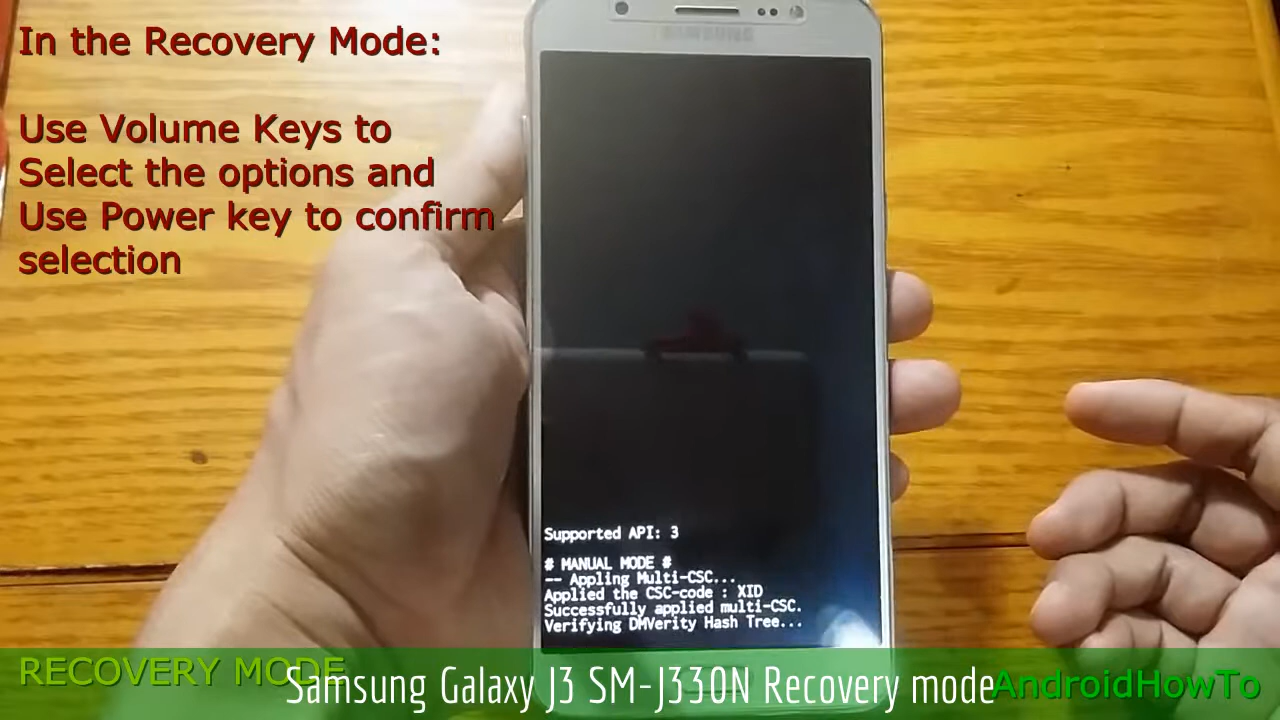 In the Recovery Mode:
Use Volume Keys to
Select the options and
Use Power key to confirm
selection
SAMSUNG
Supported API: 3
# MANUAL MODE #
-- Appling Multi-CSC...
Applied the CSC-code : XID
Successfully applied multi-CSC.
Verifying DMVerity Hash Tree...
RECOVERY MODE
Samsung Galaxy J3 SM-J330N Recovery mode
AndroidHowTo